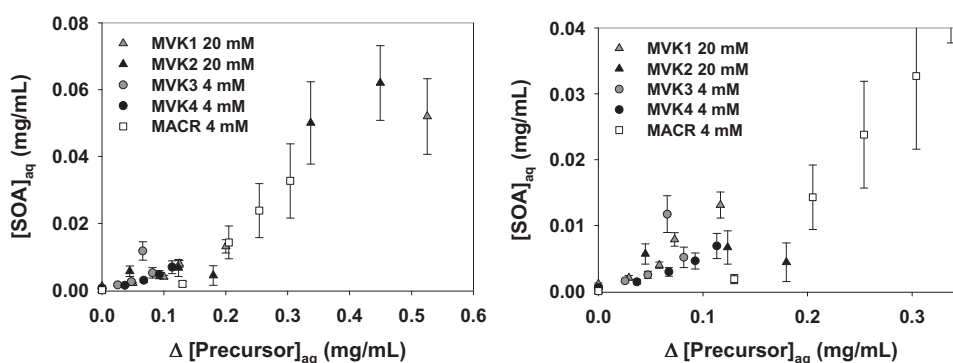 0.08
0.06
0.04
0.02
0.00
[SOA]aq (mg/mL)
MVK1 20 mM
MVK2 20 mM
MVK3 4 mM
MVK4 4 mM
MACR 4 mM
0.0 0.1 0.2 0.3 0.4 0.5 0.6
Δ [Precursor]aq (mg/mL)
0.04
0.03
0.02
0.01
0.00
[SOA]aq (mg/mL)
MVK1 20 mM
MVK2 20 mM
MVK3 4 mM
MVK4 4 mM
MACR 4 mM
0.0 0.1 0.2 0.3
Δ [Precursor]aq (mg/mL)